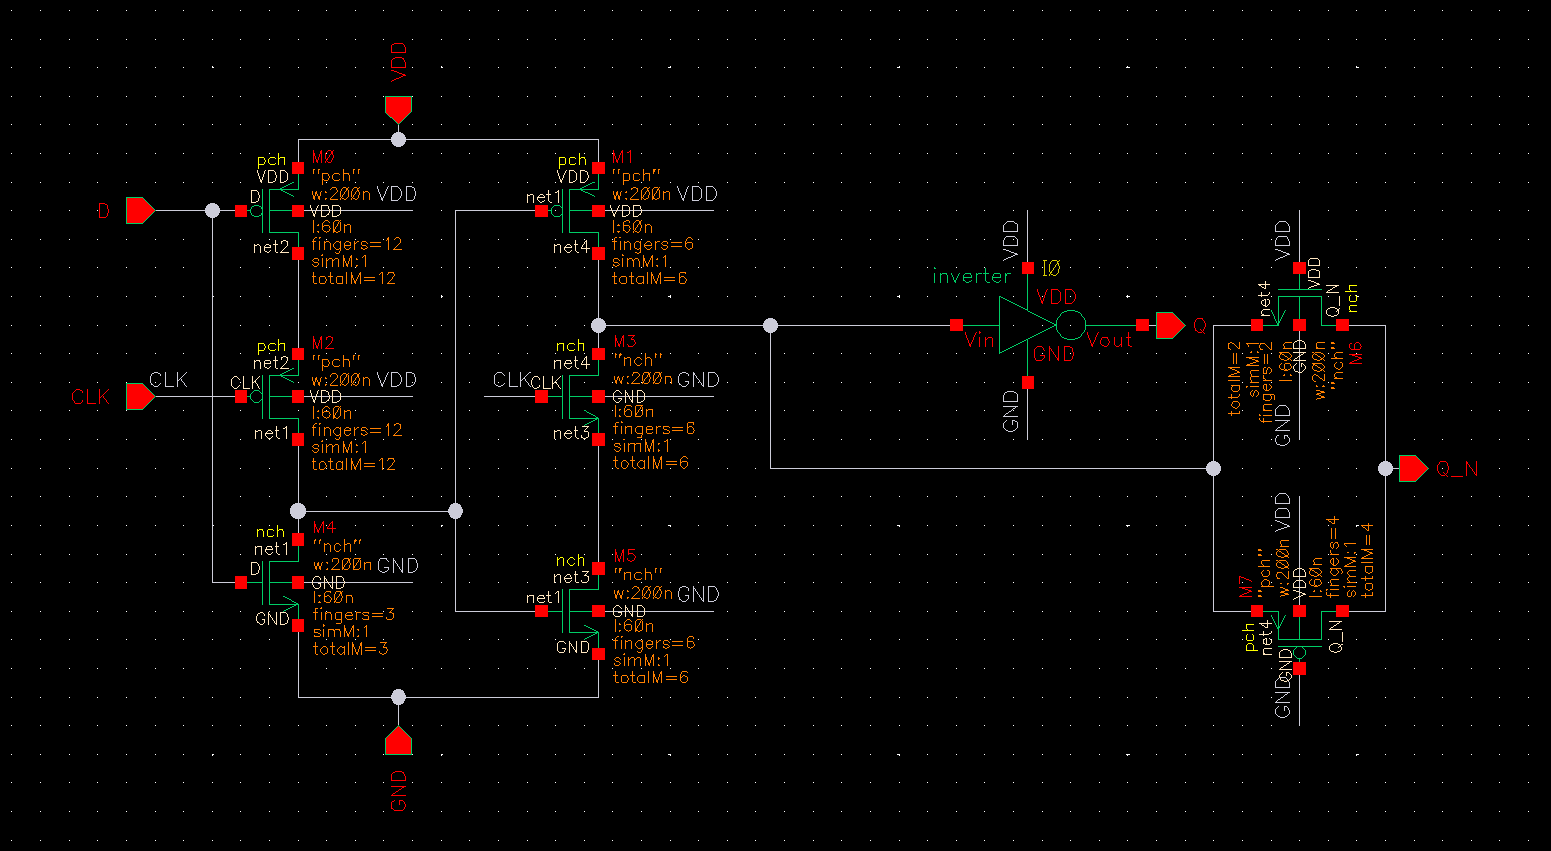 VDD
D
pch
VDD
D
M0
"pch"
w:200n
VDD
VDD
l:60n
fingers=12
simM:1
totalM=12
net2
pch
VDD
net1
M1
"pch"
w:200n
VDD
VDD
l:60n
fingers=6
simM:1
totalM=6
net4
CLK
CLK
pch
net2
CLK
M2
"pch"
w:200n
VDD
VDD
l:60n
fingers=12
simM:1
totalM=12
net1
nch
net4
CLK
CLK
M3
"nch"
w:200n
GND
GND
l:60n
fingers=6
simM:1
totalM=6
net3
nch
net1
D
M4
"nch"
w:200n
GND
GND
l:60n
fingers=3
simM:1
totalM=3
GND
nch
net3
net1
M5
"nch"
w:200n
GND
GND
l:60n
fingers=6
simM:1
totalM=6
GND
GND
VDD
inverter
I0
VDD
Vin
GND
Vout
GND
Q
VDD
VDD
net4
Q_N
nch
totalM=2
simM:1
fingers=2
l:60n
GND
w:200n
"nch"
M6
GND
Q_N
VDD
M7
"pch"
w:200n
VDD
l:60n
fingers=4
simM:1
totalM=4
pch
net4
GND
Q_N
GND